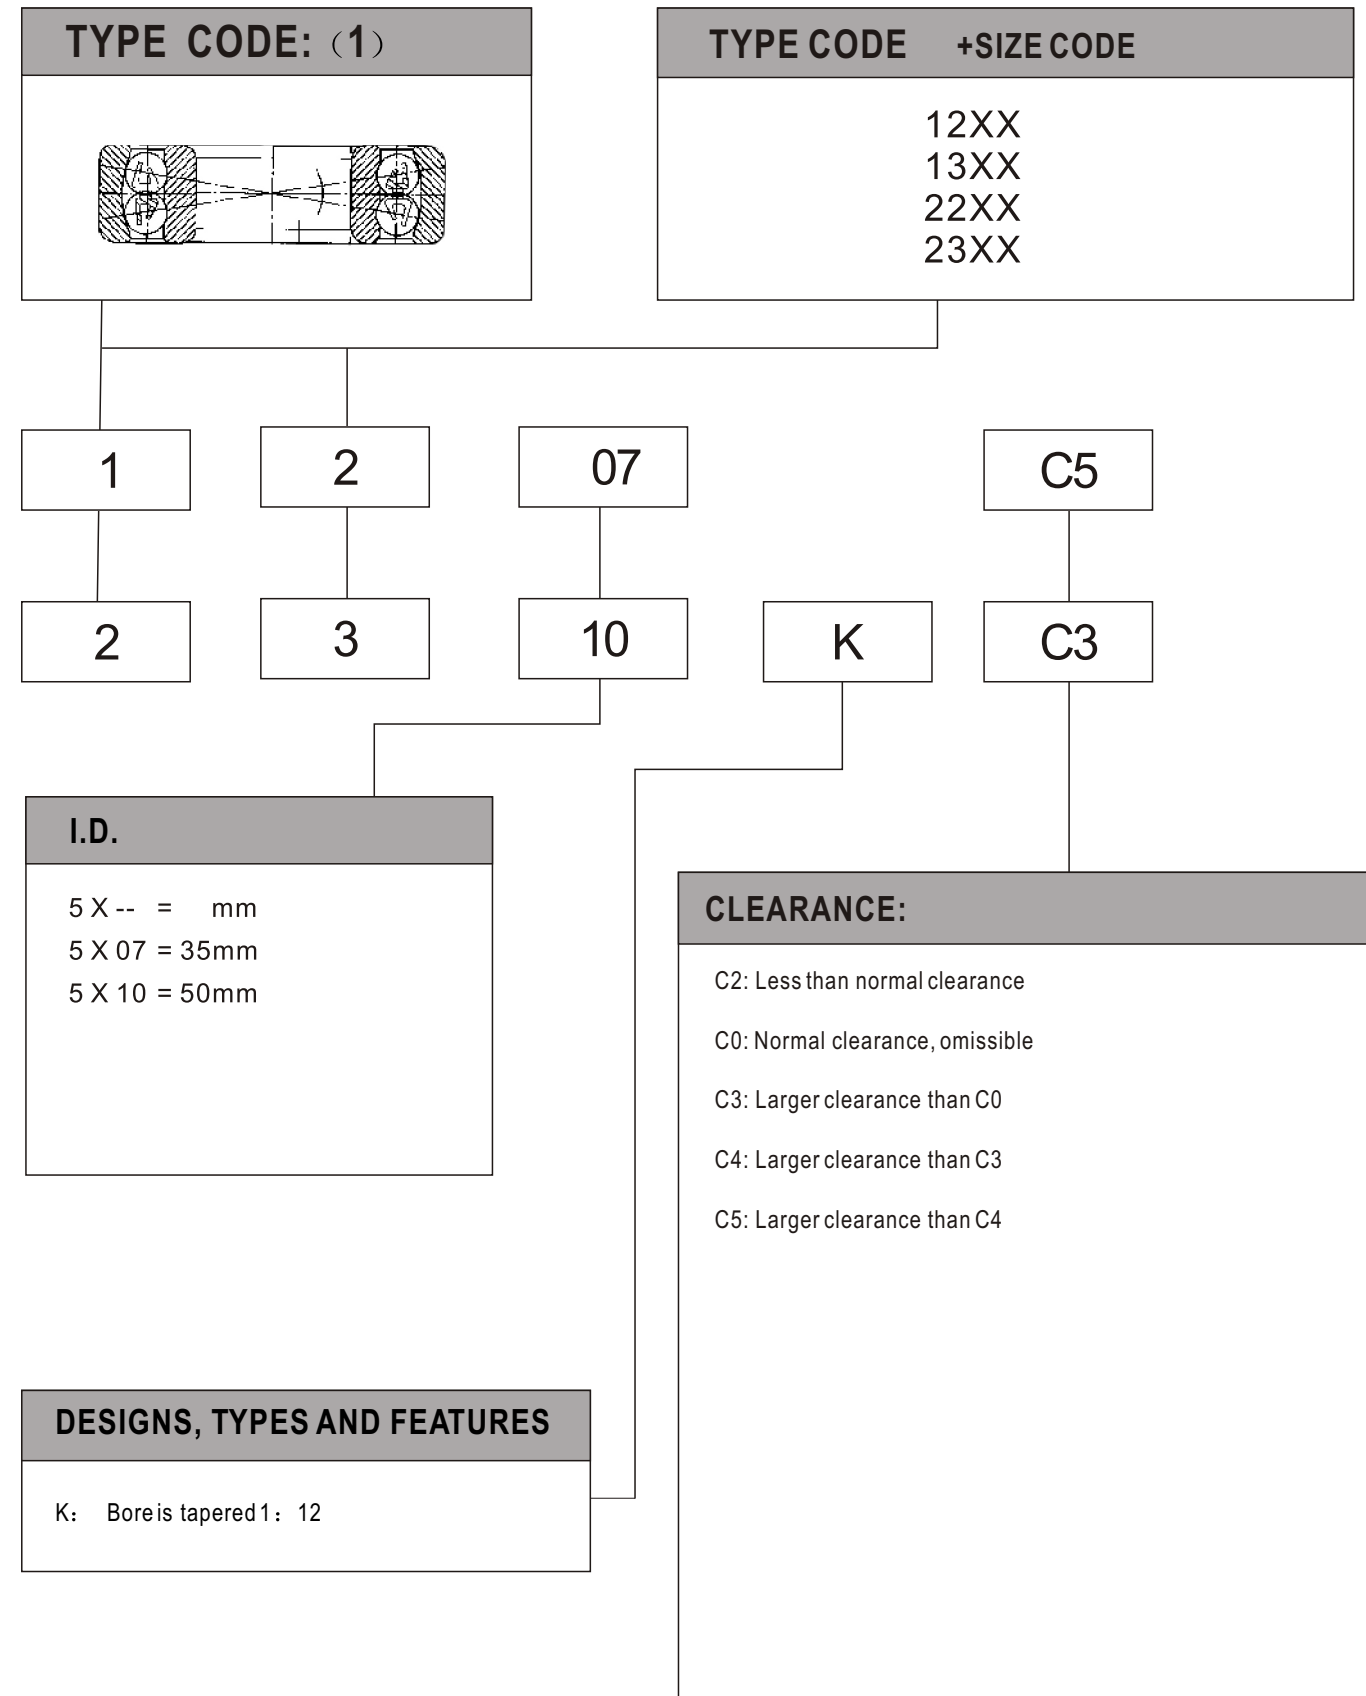 TYPE CODE:（1）
TYPE CODE +SIZE CODE
12XX
13XX
22XX
23XX
1 2 07 C5
2 3 10 K C3
I.D.
5 X -- = mm
5 X 07 = 35mm
5 X 10 = 50mm
CLEARANCE:
C2: Less than normal clearance
C0: Normal clearance, omissible
C3: Larger clearance than C0
C4: Larger clearance than C3
C5: Larger clearance than C4
DESIGNS, TYPES AND FEATURES
K： Bore is tapered 1： 12